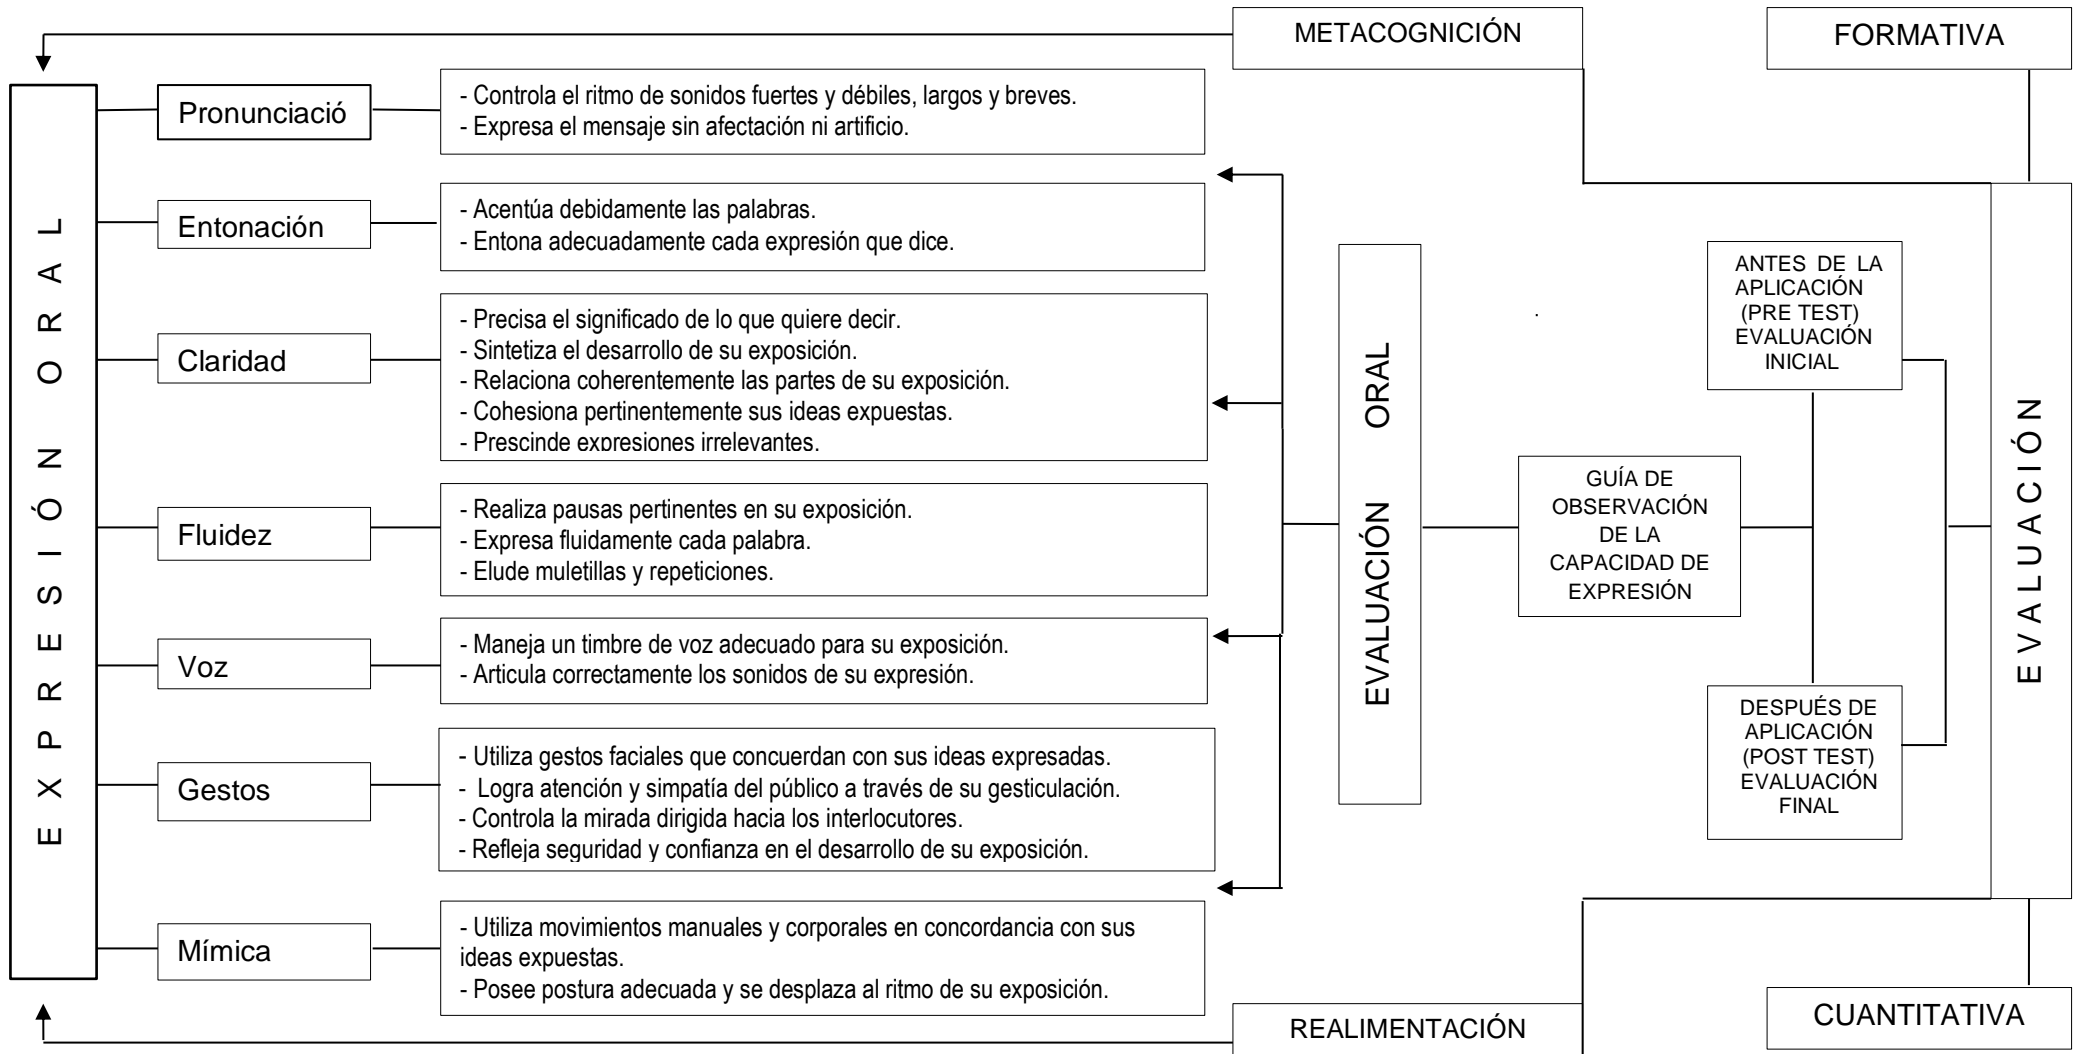 METACOGNICIÓN
FORMATIVA
EXPRESIÓN ORAL
Pronunciació
- Controla el ritmo de sonidos fuertes y débiles, largos y breves.
- Expresa el mensaje sin afectación ni artificio.
Entonación
- Acentúa debidamente las palabras.
- Entona adecuadamente cada expresión que dice.
Claridad
- Precisa el significado de lo que quiere decir.
- Sintetiza el desarrollo de su exposición.
- Relaciona coherentemente las partes de su exposición.
- Cohesiona pertinentemente sus ideas expuestas.
- Prescinde expresiones irrelevantes.
Fluidez
- Realiza pausas pertinentes en su exposición.
- Expresa fluidamente cada palabra.
- Elude muletillas y repeticiones.
Voz
- Maneja un timbre de voz adecuado para su exposición.
- Articula correctamente los sonidos de su expresión.
Gestos
- Utiliza gestos faciales que concuerdan con sus ideas expresadas.
- Logra atención y simpatía del público a través de su gesticulación.
- Controla la mirada dirigida hacia los interlocutores.
- Refleja seguridad y confianza en el desarrollo de su exposición.
Mímica
- Utiliza movimientos manuales y corporales en concordancia con sus
ideas expuestas.
- Posee postura adecuada y se desplaza al ritmo de su exposición.
EVALUACIÓN ORAL
GUÍA DE
OBSERVACIÓN
DE LA
CAPACIDAD DE
EXPRESIÓN
ANTES DE LA
APLICACIÓN
(PRE TEST)
EVALUACIÓN
INICIAL
DESPUÉS DE
APLICACIÓN
(POST TEST)
EVALUACIÓN
FINAL
EVALUACIÓN
REALIMENTACIÓN
CUANTITATIVA